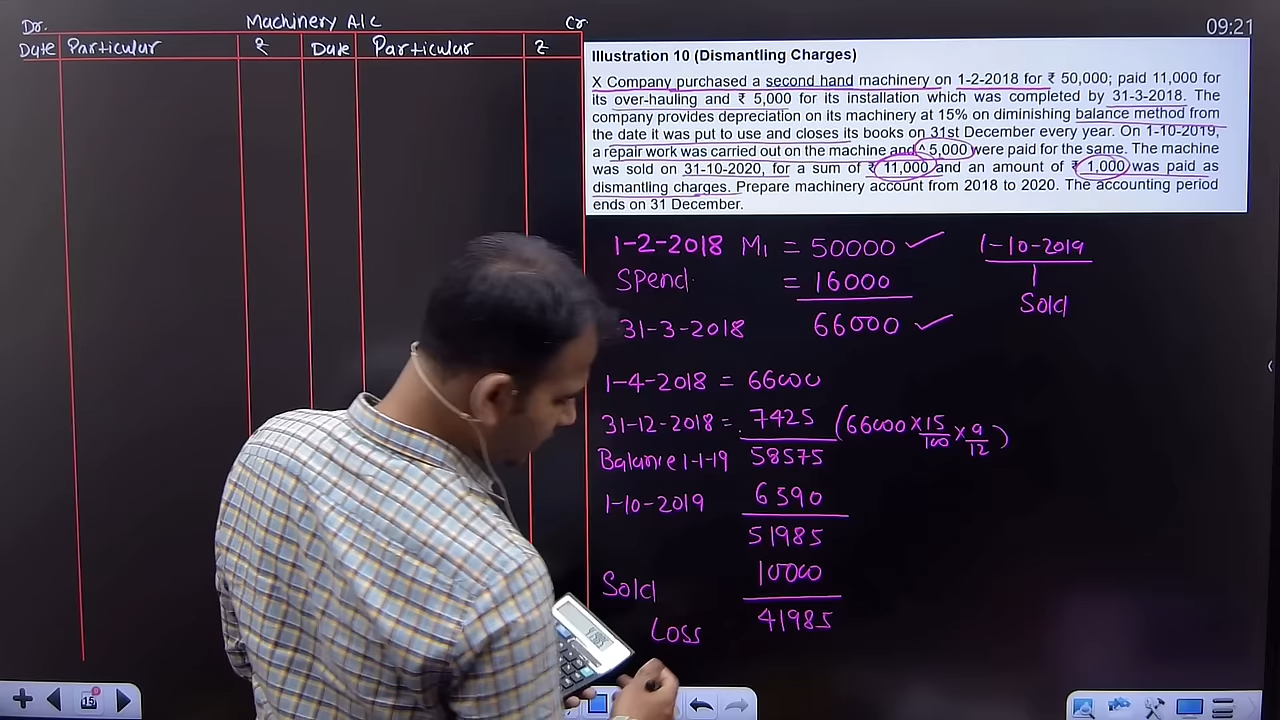 Dr. Machinery A/c Cr
Date Particular ₹ Date Particular ₹
09:21
Illustration 10 (Dismantling Charges)
X Company purchased a second hand machinery on 1-2-2018 for ₹ 50,000; paid 11,000 for
its over-hauling and ₹ 5,000 for its installation which was completed by 31-3-2018. The
company provides depreciation on its machinery at 15% on diminishing balance method from
the date it was put to use and closes its books on 31st December every year. On 1-10-2019,
a repair work was carried out on the machine and ^ 5,000 were paid for the same. The machine
was sold on 31-10-2020, for a sum of ₹ 11,000 and an amount of ₹ 1,000 was paid as
dismantling charges. Prepare machinery account from 2018 to 2020. The accounting period
ends on 31 December.
1-2-2018 M1 = 50000 ✓
Spend = 16000
31-3-2018 66000 ✓
1-10-2019
Sold
1-4-2018 = 66000
31-12-2018 = 7425 (66000 × 15/100 × 9/12)
Balance 1-1-19 58575
1-10-2019 6590
51985
Sold 10000
Loss 41985
15